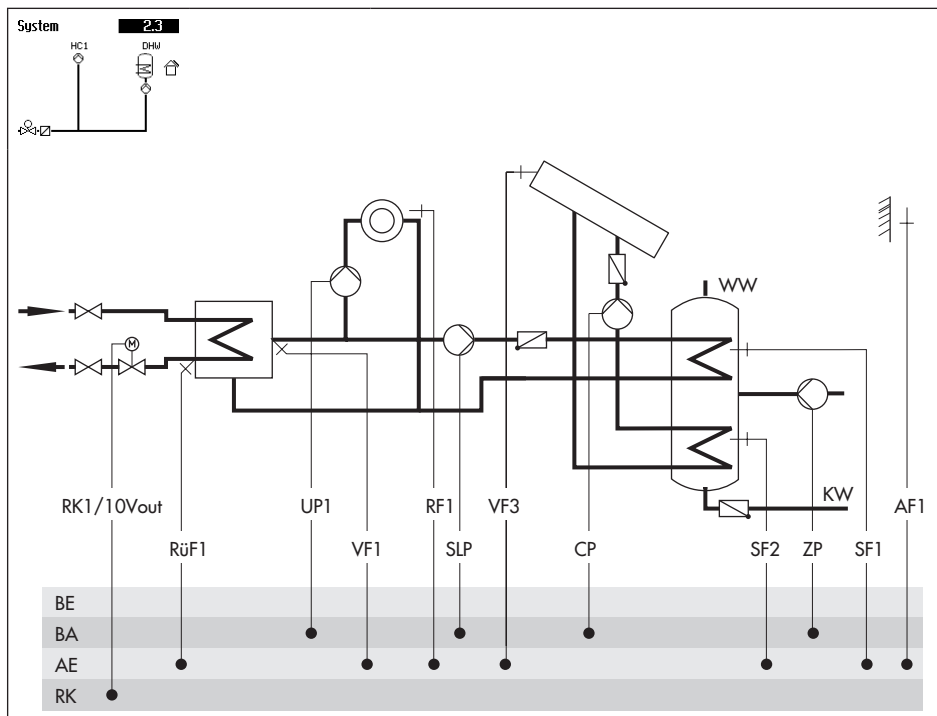 System 2.3
HC1 DHW
M
WW
KW
RK1/10Vout UP1 RF1 VF3 AF1
RüF1 VF1 SLP CP SF2 ZP SF1
BE
BA
AE
RK